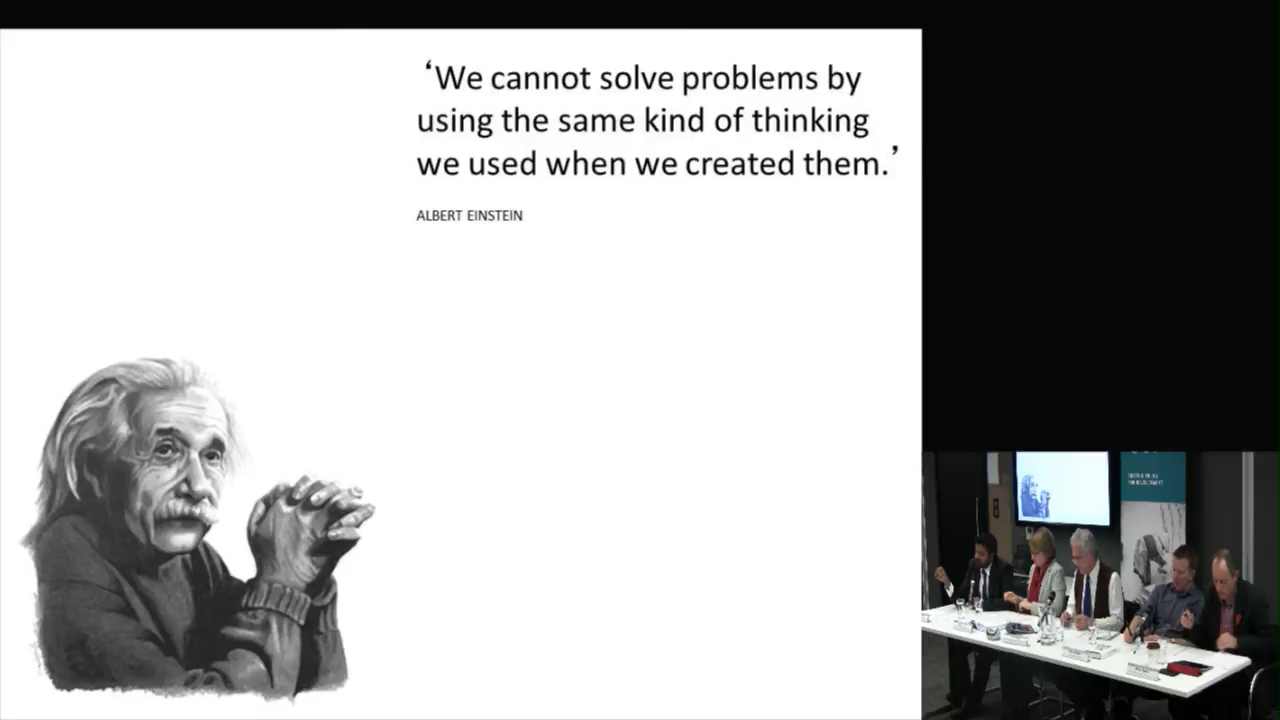 ‘We cannot solve problems by
using the same kind of thinking
we used when we created them.’
ALBERT EINSTEIN